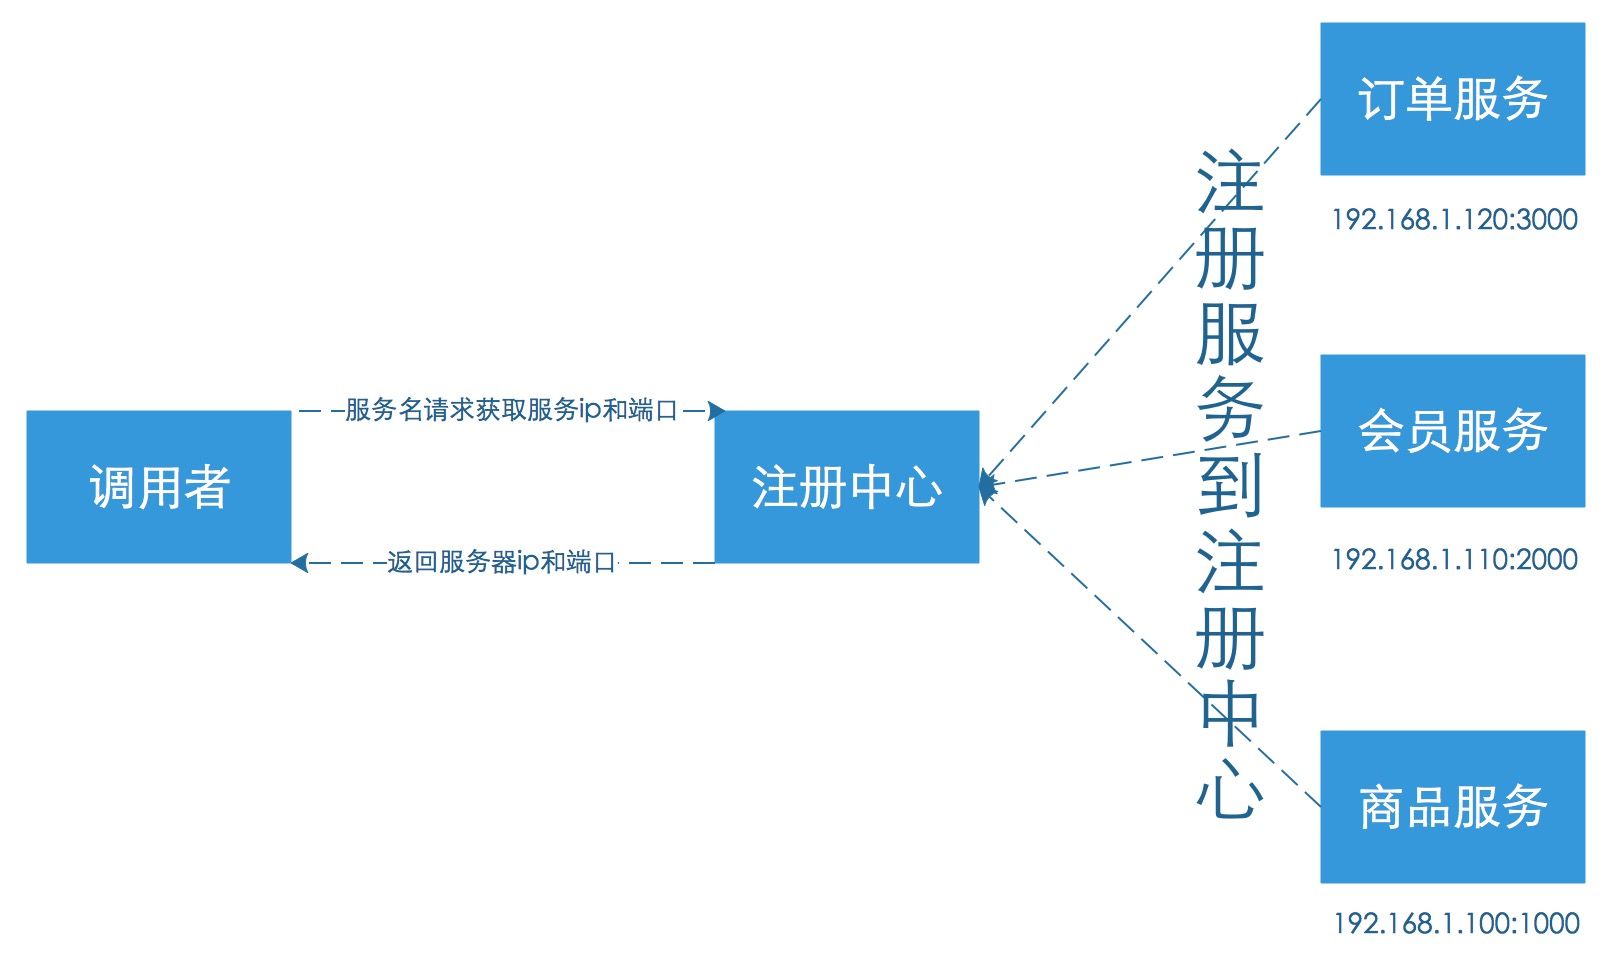 订单服务
192.168.1.120:3000
注册服务到注册中心
会员服务
192.168.1.110:2000
服务名请求获取服务ip和端口
调用者
注册中心
返回服务器ip和端口
商品服务
192.168.1.100:1000